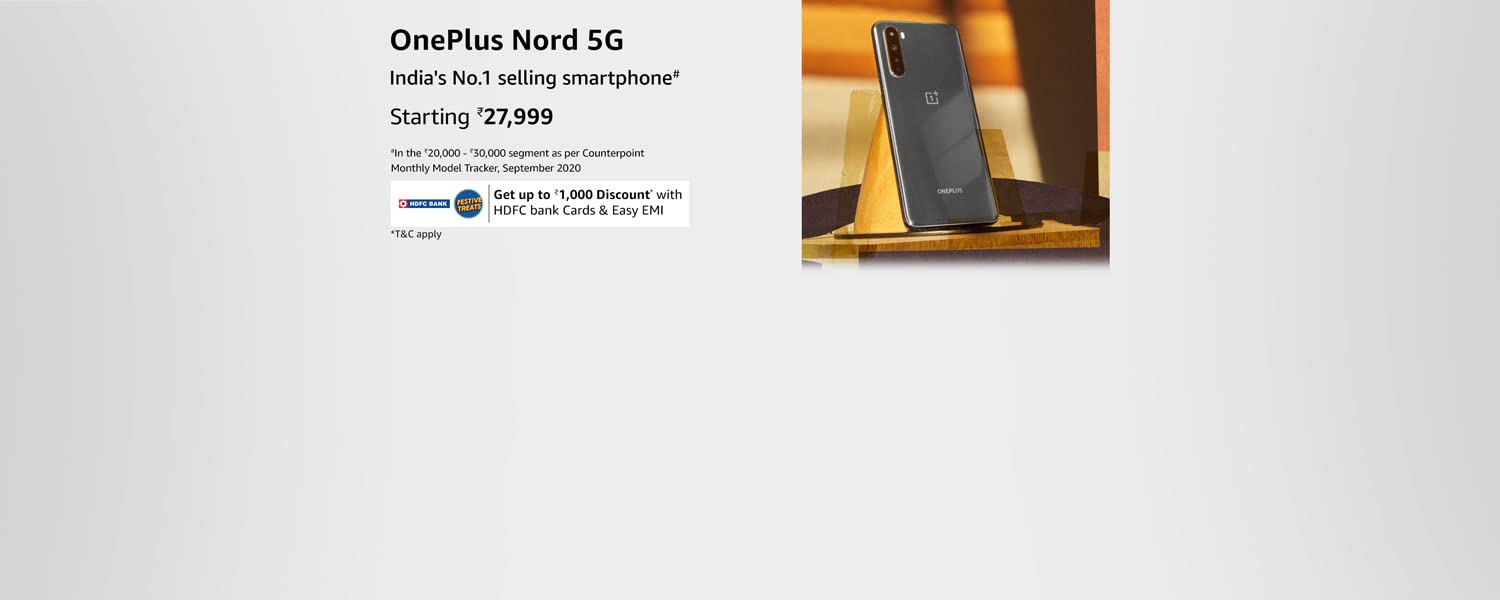 OnePlus Nord 5G
India's No.1 selling smartphone#
Starting ₹27,999
#In the ₹20,000 - ₹30,000 segment as per Counterpoint
Monthly Model Tracker, September 2020
HDFC BANK
FESTIVE
TREATS
Get up to ₹1,000 Discount* with
HDFC bank Cards & Easy EMI
*T&C apply
1+
ONEPLUS